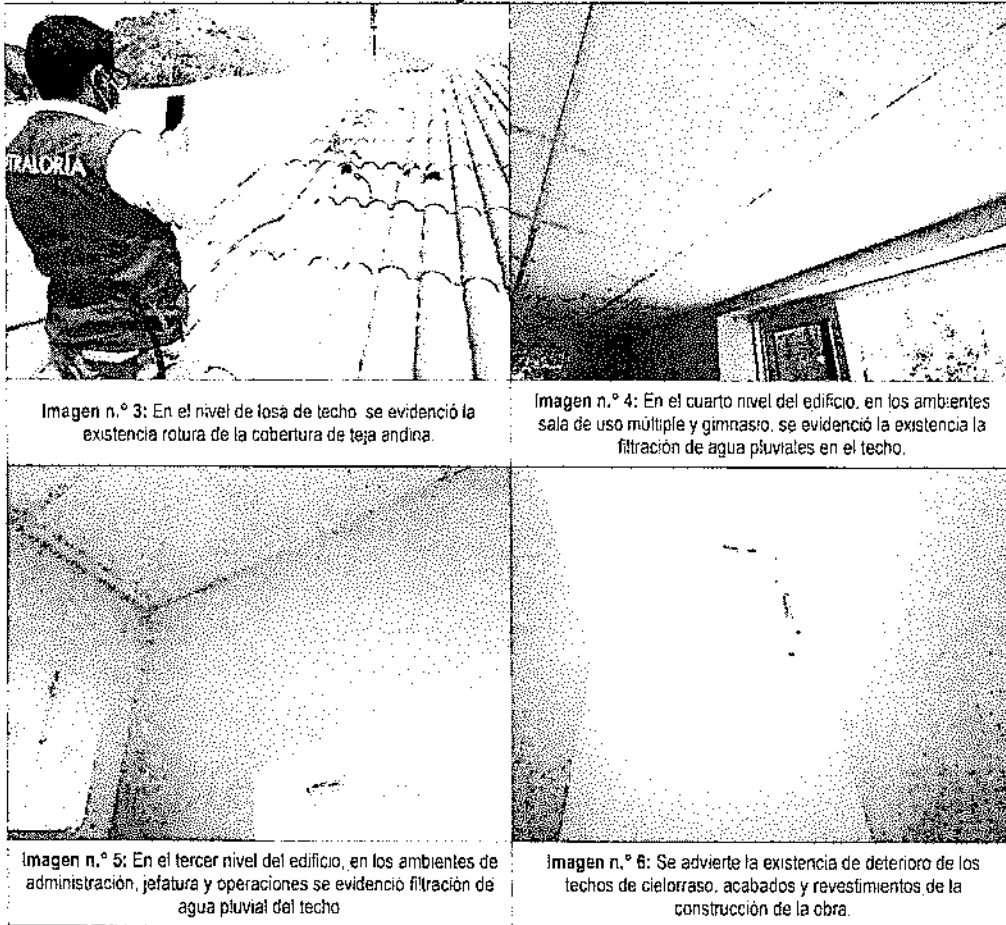 TRALORÍA
Imagen n.° 3: En el nivel de losa de techo se evidenció la
existencia rotura de la cobertura de teja andina.
Imagen n.° 4: En el cuarto nivel del edificio, en los ambientes
sala de uso múltiple y gimnasio, se evidenció la existencia la
filtración de agua pluviales en el techo.
Imagen n.° 5: En el tercer nivel del edificio, en los ambientes de
administración, jefatura y operaciones se evidenció filtración de
agua pluvial del techo
Imagen n.° 6: Se advierte la existencia de deterioro de los
techos de cielorraso, acabados y revestimientos de la
construcción de la obra.